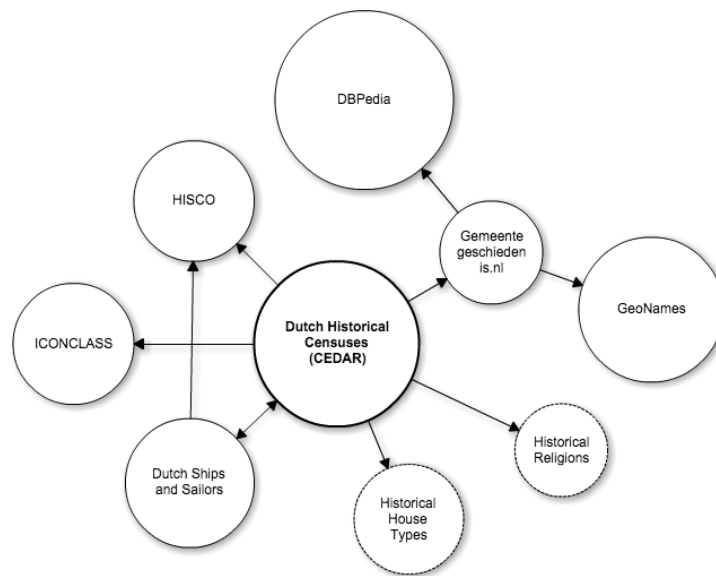 DBPedia
HISCO
Gemeente
geschieden
is.nl
GeoNames
Dutch Historical
Censuses
(CEDAR)
ICONCLASS
Historical
Religions
Dutch Ships
and Sailors
Historical
House
Types